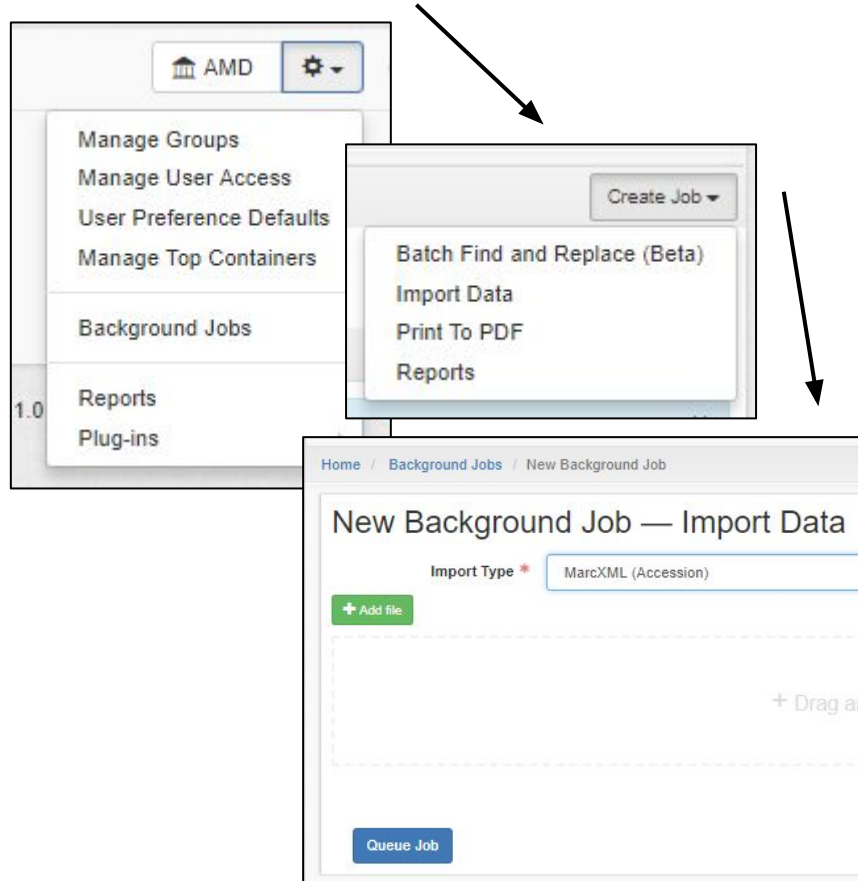 AMD
Manage Groups
Manage User Access
User Preference Defaults
Manage Top Containers
Background Jobs
Reports
Plug-ins
1.0
Create Job
Batch Find and Replace (Beta)
Import Data
Print To PDF
Reports
Home / Background Jobs / New Background Job
New Background Job — Import Data
Import Type * MarcXML (Accession)
+ Add file
+ Drag
Queue Job